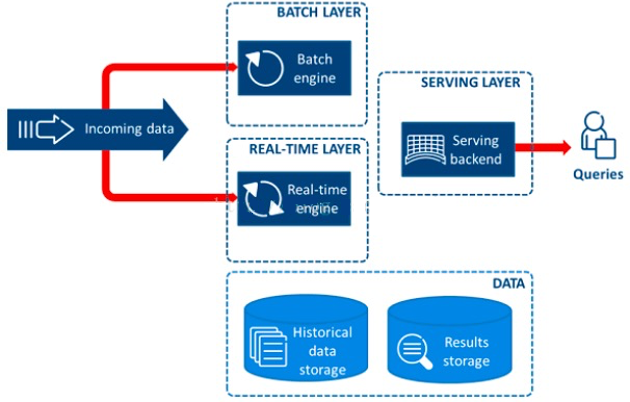 BATCH LAYER
Batch
engine
Incoming data
REAL-TIME LAYER
Real-time
engine
SERVING LAYER
Serving
backend
Queries
DATA
Historical
data
storage
Results
storage